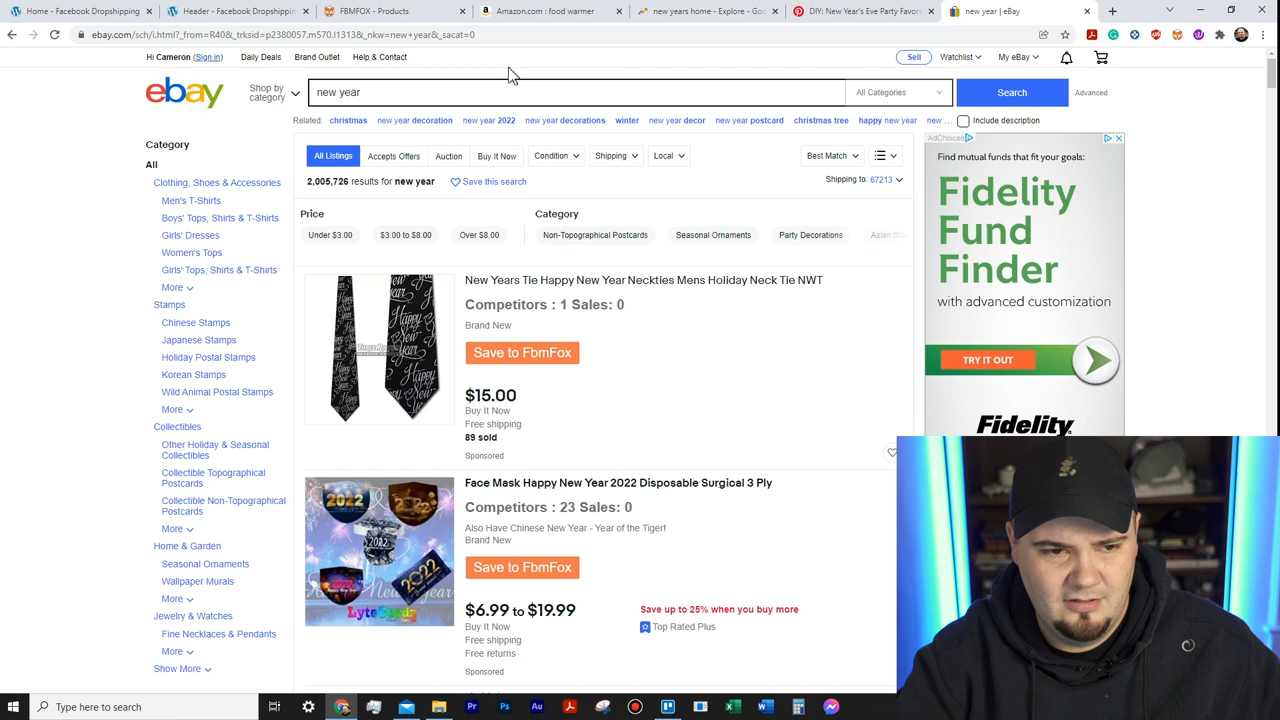 Home - Facebook Dropshipping
Header - Facebook Dropshippin
FBMFOX - Products
Amazon.com : food warmer
new years home - Explore - Goo
DIY: New Year's Eve Party Favors
new year | eBay
ebay.com/sch/i.html?_from=R40&_trksid=p2380057.m570.l1313&_nkw=new+year&_sacat=0
Hi Cameron (Sign in)
Daily Deals
Brand Outlet
Help & Contact
Sell
Watchlist
My eBay
ebay
Shop by category
new year
All Categories
Search
Advanced
Related: christmas new year decoration new year 2022 new year decorations winter new year decor new year postcard christmas tree happy new year new ...
Include description
Category
All
Clothing, Shoes & Accessories
Men's T-Shirts
Boys' Tops, Shirts & T-Shirts
Girls' Dresses
Women's Tops
Girls' Tops, Shirts & T-Shirts
More
Stamps
Chinese Stamps
Japanese Stamps
Holiday Postal Stamps
Korean Stamps
Wild Animal Postal Stamps
More
Collectibles
Other Holiday & Seasonal
Collectibles
Collectible Topographical
Postcards
Collectible Non-Topographical
Postcards
More
Home & Garden
Seasonal Ornaments
Wallpaper Murals
More
Jewelry & Watches
Fine Necklaces & Pendants
More
Show More
All Listings
Accepts Offers
Auction
Buy It Now
Condition
Shipping
Local
Best Match
2,005,726 results for new year
Save this search
Shipping to: 67213
Price
Under $3.00
$3.00 to $8.00
Over $8.00
Category
Non-Topographical Postcards
Seasonal Ornaments
Party Decorations
Asian Sta
New Years Tie Happy New Year Neckties Mens Holiday Neck Tie NWT
Competitors : 1 Sales: 0
Brand New
Save to FbmFox
$15.00
Buy It Now
Free shipping
89 sold
Sponsored
Happy New Year
Face Mask Happy New Year 2022 Disposable Surgical 3 Ply
Competitors : 23 Sales: 0
Also Have Chinese New Year - Year of the Tiger!
Brand New
Save to FbmFox
$6.99 to $19.99
Buy It Now
Free shipping
Free returns
Sponsored
Save up to 25% when you buy more
Top Rated Plus
2022
2022
2022
2022
AdChoices
Find mutual funds that fit your goals:
Fidelity
Fund
Finder
with advanced customization
TRY IT OUT
Fidelity
Type here to search